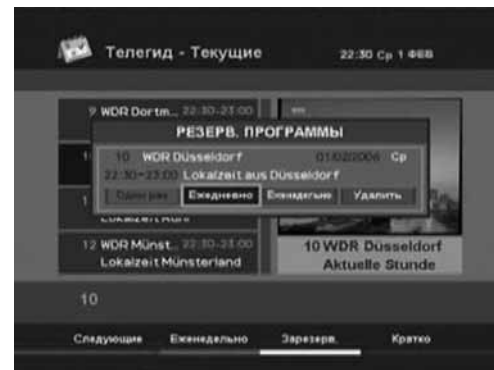 Телегид - Текущие 22:30 Ср 1 ФЕВ
9 WDR Dortm... 22:30-23:00
РЕЗЕРВ. ПРОГРАММЫ
10 WDR Düsseldorf 01/02/2006 Ср
22:30-23:00 Lokalzeit aus Düsseldorf
Один раз Ежедневно Еженедельно Удалить
Lokalzeit Ruhr
12 WDR Münst... 22:30-23:00
Lokalzeit Münsterland
10 WDR Düsseldorf
Aktuelle Stunde
10
Следующие Еженедельно Зарезерв. Кратко